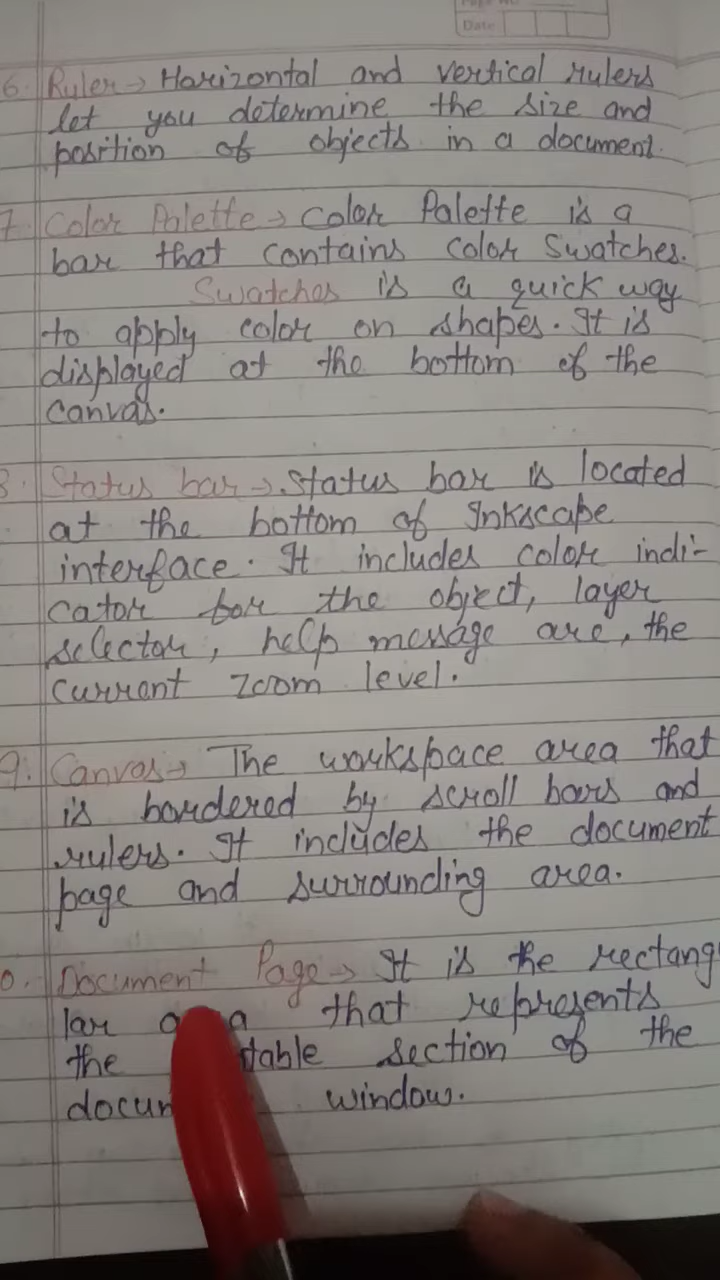 Page No.
Date
6. Ruler → Horizontal and vertical rulers
let you determine the size and
position of objects in a document.
7. Color Palette → Color Palette is a
bar that contains color Swatches.
Swatches is a quick way
to apply color on shapes. It is
displayed at the bottom of the
canvas.
8. Status bar → Status bar is located
at the bottom of Inkscape
interface. It includes color indi-
cator for the object, layer
selector, help message are, the
current zoom level.
9. Canvas → The workspace area that
is bordered by scroll bars and
rulers. It includes the document
page and surrounding area.
0. Document Page → It is the rectang
lar a a that represents
the table section of the
docum window.